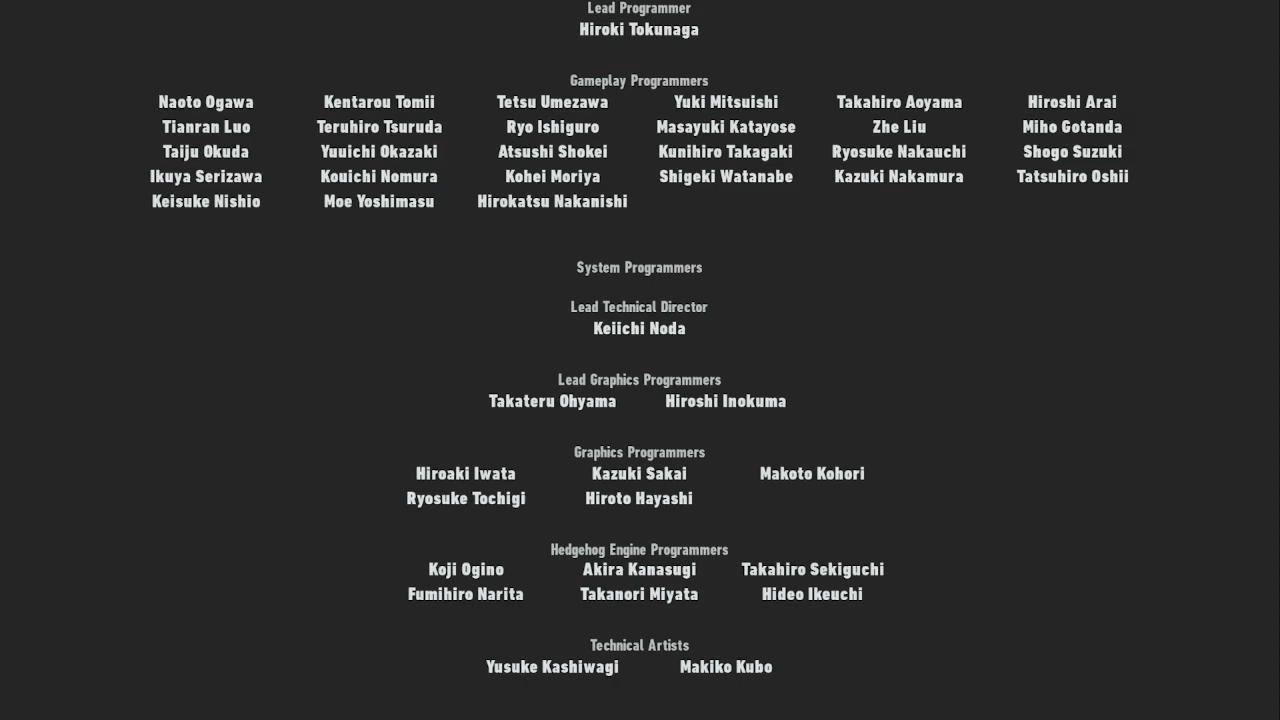 Lead Programmer
Hiroki Tokunaga
Gameplay Programmers
Naoto Ogawa Kentarou Tomii Tetsu Umezawa Yuki Mitsuishi Takahiro Aoyama Hiroshi Arai
Tianran Luo Teruhiro Tsuruda Ryo Ishiguro Masayuki Katayose Zhe Liu Miho Gotanda
Taiju Okuda Yuuichi Okazaki Atsushi Shokei Kunihiro Takagaki Ryosuke Nakauchi Shogo Suzuki
Ikuya Serizawa Kouichi Nomura Kohei Moriya Shigeki Watanabe Kazuki Nakamura Tatsuhiro Oshii
Keisuke Nishio Moe Yoshimasu Hirokatsu Nakanishi
System Programmers
Lead Technical Director
Keiichi Noda
Lead Graphics Programmers
Takateru Ohyama Hiroshi Inokuma
Graphics Programmers
Hiroaki Iwata Kazuki Sakai Makoto Kohori
Ryosuke Tochigi Hiroto Hayashi
Hedgehog Engine Programmers
Koji Ogino Akira Kanasugi Takahiro Sekiguchi
Fumihiro Narita Takanori Miyata Hideo Ikeuchi
Technical Artists
Yusuke Kashiwagi Makiko Kubo